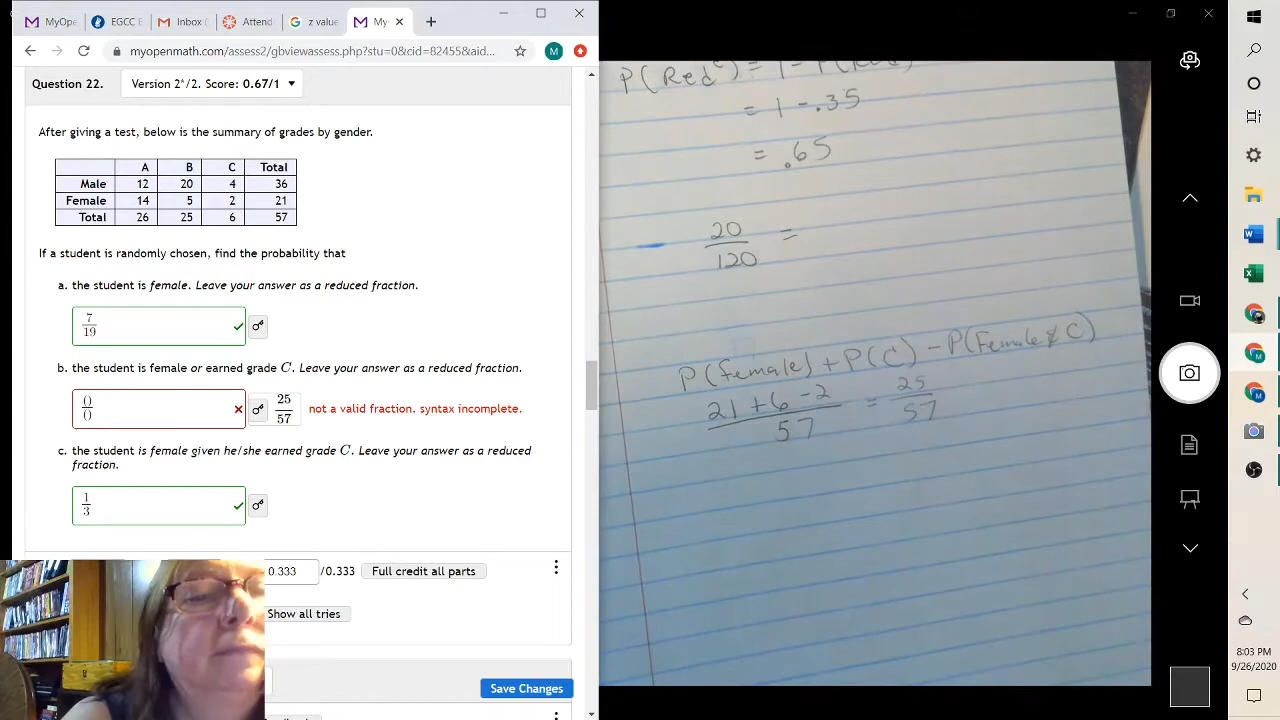 MyOpe
EGCC E
Inbox (
Attend
z value
My
myopenmath.com/assess2/gbviewassess.php?stu=0&cid=82455&aid...
M
Question 22.
Version 2*/2. Score: 0.67/1
After giving a test, below is the summary of grades by gender.
A B C Total
Male 12 20 4 36
Female 14 5 2 21
Total 26 25 6 57
If a student is randomly chosen, find the probability that
a. the student is female. Leave your answer as a reduced fraction.
7
19
b. the student is female or earned grade C. Leave your answer as a reduced fraction.
()
()
25
57
not a valid fraction. syntax incomplete.
c. the student is female given he/she earned grade C. Leave your answer as a reduced
fraction.
1
3
0.333 /0.333 Full credit all parts
Show all tries
Save Changes
P(Redᶜ) = 1 - P(Red)
= 1 - .35
= .65
20
120
=
P(female) + P(C) - P(Female & C)
21 + 6 - 2
57
=
25
57
8:03 PM
9/26/2020